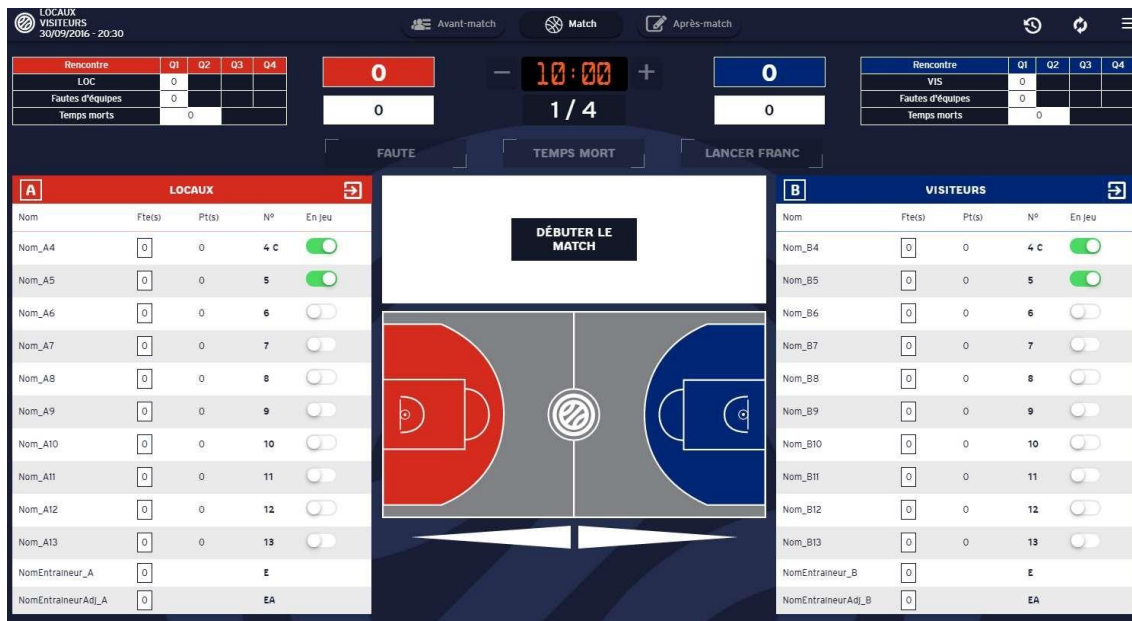 LOCAUX
VISITEURS
30/09/2016 - 20:30
Avant-match Match Après-match
Rencontre Q1 Q2 Q3 Q4
LOC 0
Fautes d'équipes 0
Temps morts 0
0
0
10:00
1 / 4
0
0
Rencontre Q1 Q2 Q3 Q4
VIS 0
Fautes d'équipes 0
Temps morts 0
FAUTE TEMPS MORT LANCER FRANC
A LOCAUX
Nom Fte(s) Pt(s) N° En jeu
Nom_A4 0 0 4 C
Nom_A5 0 0 5
Nom_A6 0 0 6
Nom_A7 0 0 7
Nom_A8 0 0 8
Nom_A9 0 0 9
Nom_A10 0 0 10
Nom_A11 0 0 11
Nom_A12 0 0 12
Nom_A13 0 0 13
NomEntraineur_A 0 E
NomEntraineurAdj_A 0 EA
DÉBUTER LE
MATCH
B VISITEURS
Nom Fte(s) Pt(s) N° En jeu
Nom_B4 0 0 4 C
Nom_B5 0 0 5
Nom_B6 0 0 6
Nom_B7 0 0 7
Nom_B8 0 0 8
Nom_B9 0 0 9
Nom_B10 0 0 10
Nom_B11 0 0 11
Nom_B12 0 0 12
Nom_B13 0 0 13
NomEntraineur_B 0 E
NomEntraineurAdj_B 0 EA